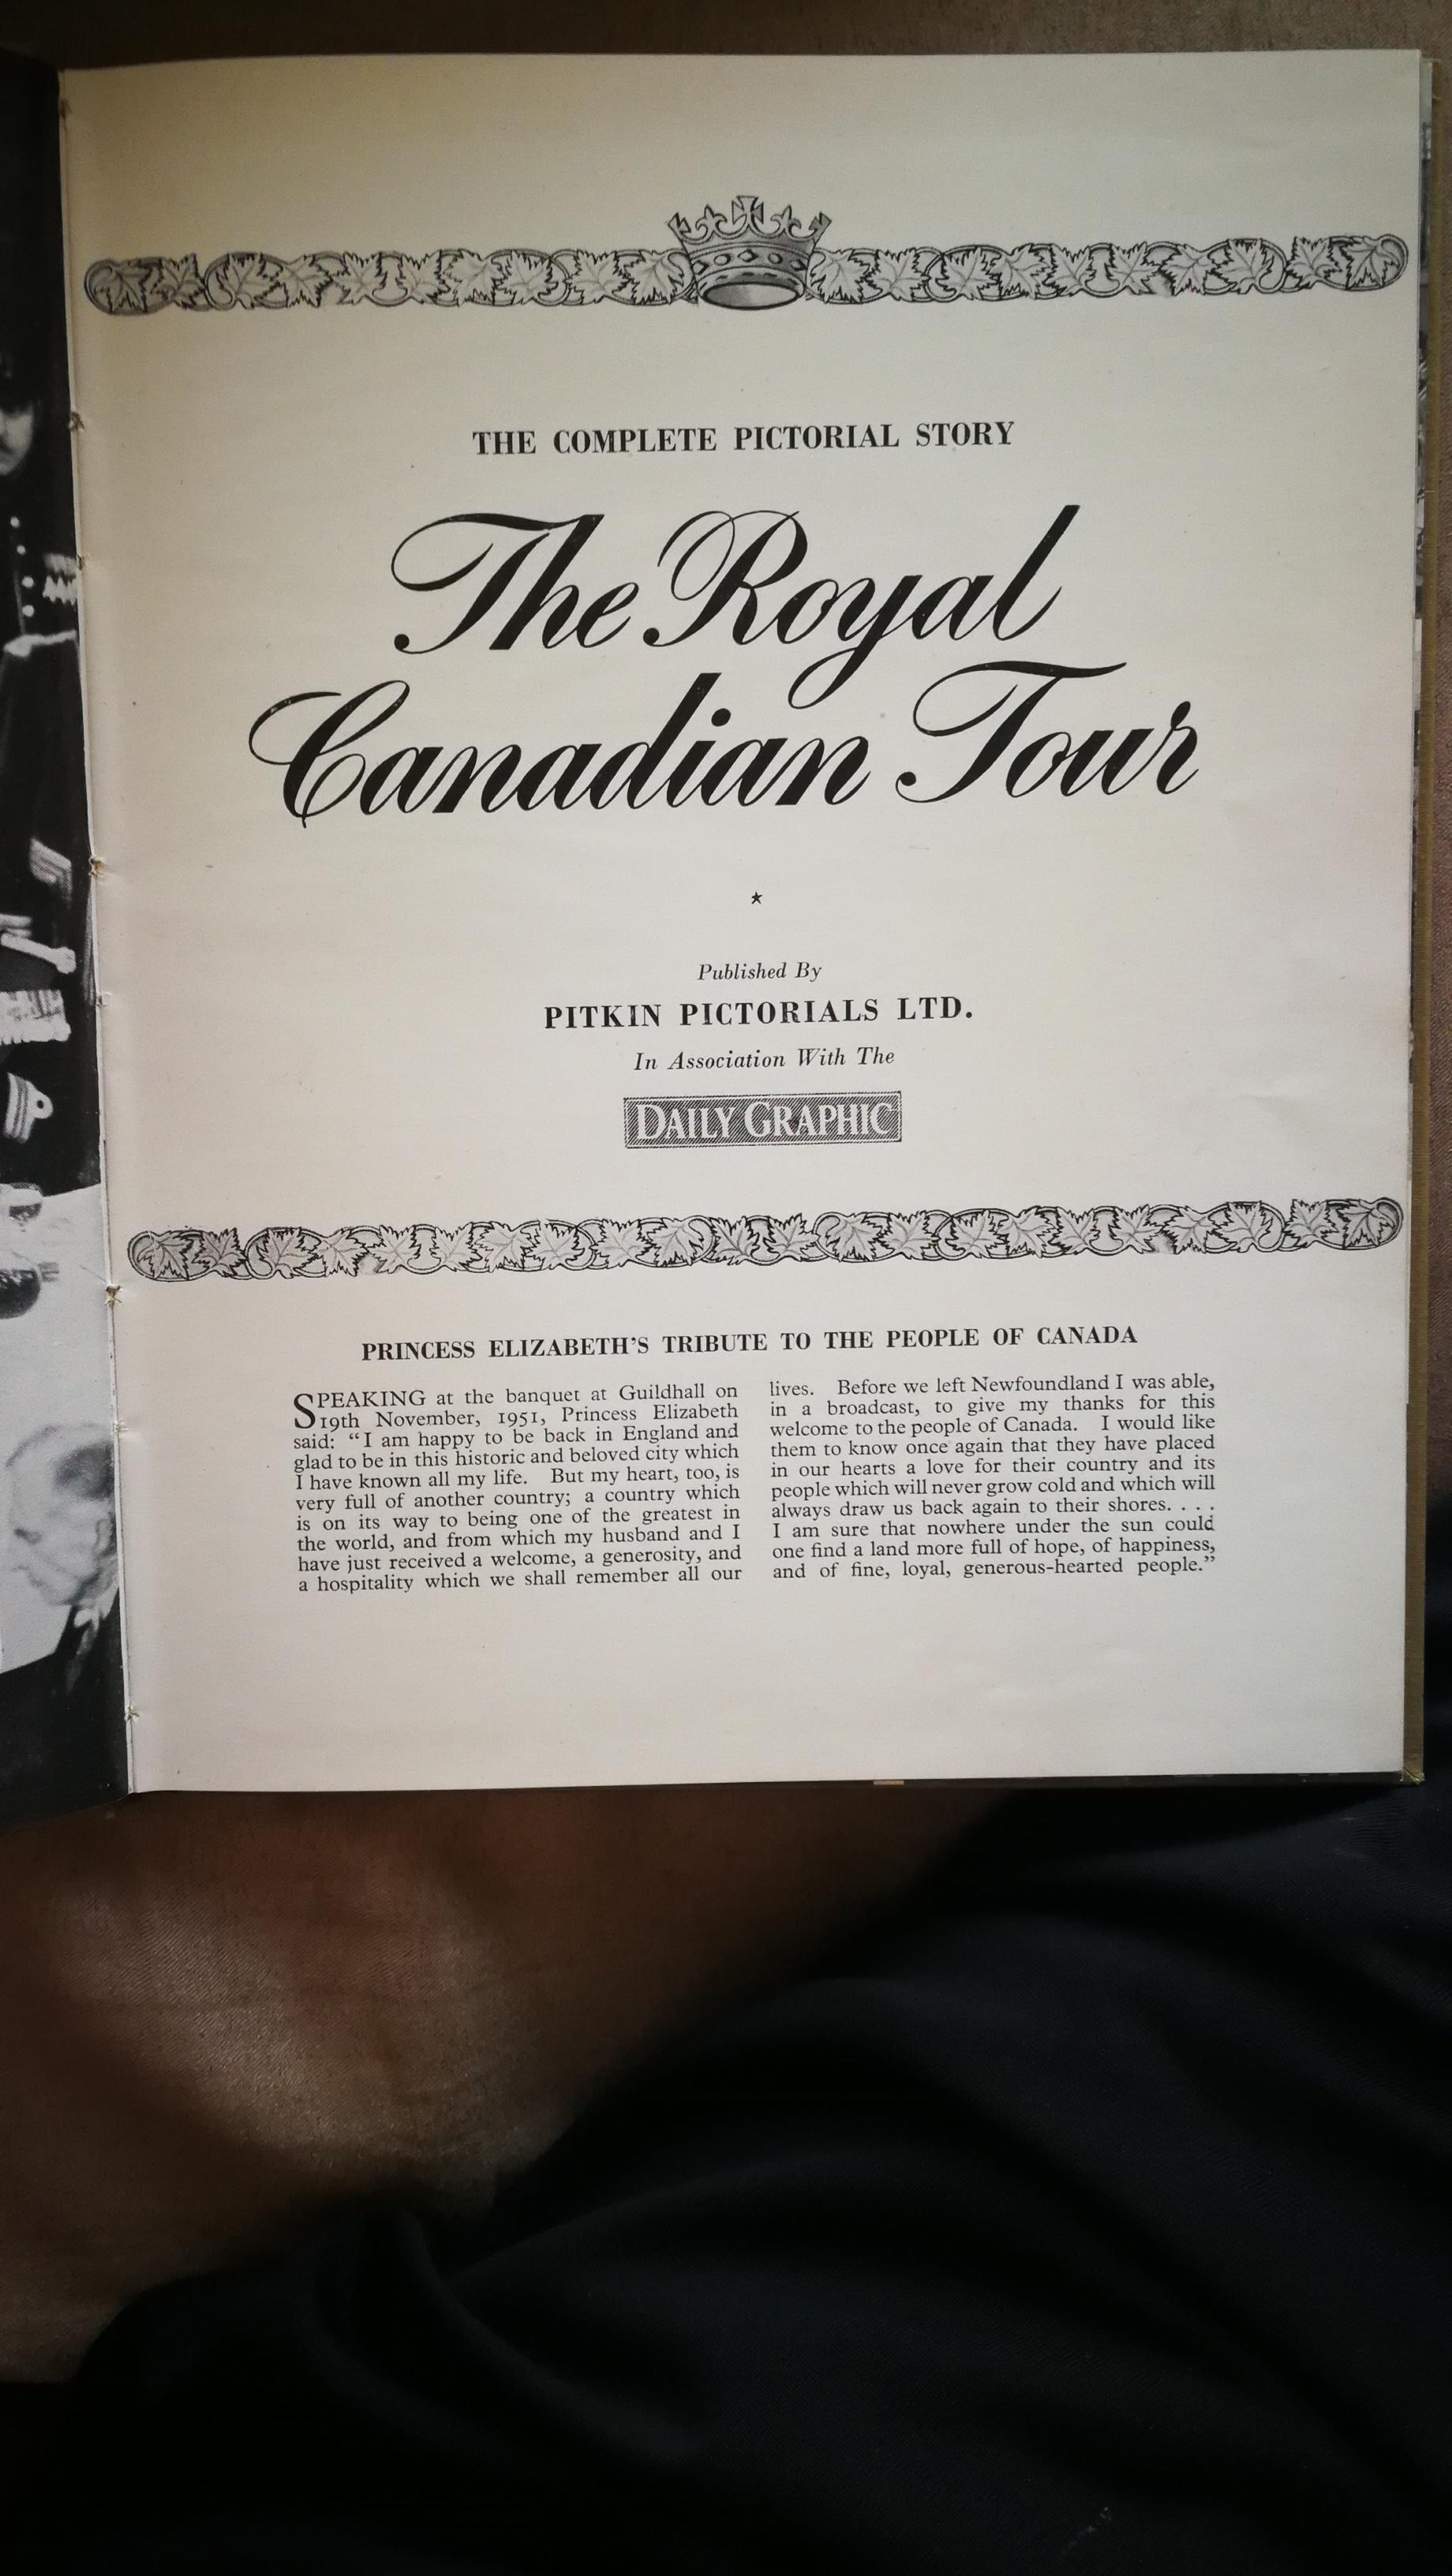 THE COMPLETE PICTORIAL STORY
The Royal
Canadian Tour
Published By
PITKIN PICTORIALS LTD.
In Association With The
DAILY GRAPHIC
PRINCESS ELIZABETH'S TRIBUTE TO THE PEOPLE OF CANADA
SPEAKING at the banquet at Guildhall on
19th November, 1951, Princess Elizabeth
said: “I am happy to be back in England and
glad to be in this historic and beloved city which
I have known all my life. But my heart, too, is
very full of another country; a country which
is on its way to being one of the greatest in
the world, and from which my husband and I
have just received a welcome, a generosity, and
a hospitality which we shall remember all our
lives. Before we left Newfoundland I was able,
in a broadcast, to give my thanks for this
welcome to the people of Canada. I would like
them to know once again that they have placed
in our hearts a love for their country and its
people which will never grow cold and which will
always draw us back again to their shores. . . .
I am sure that nowhere under the sun could
one find a land more full of hope, of happiness,
and of fine, loyal, generous-hearted people.”